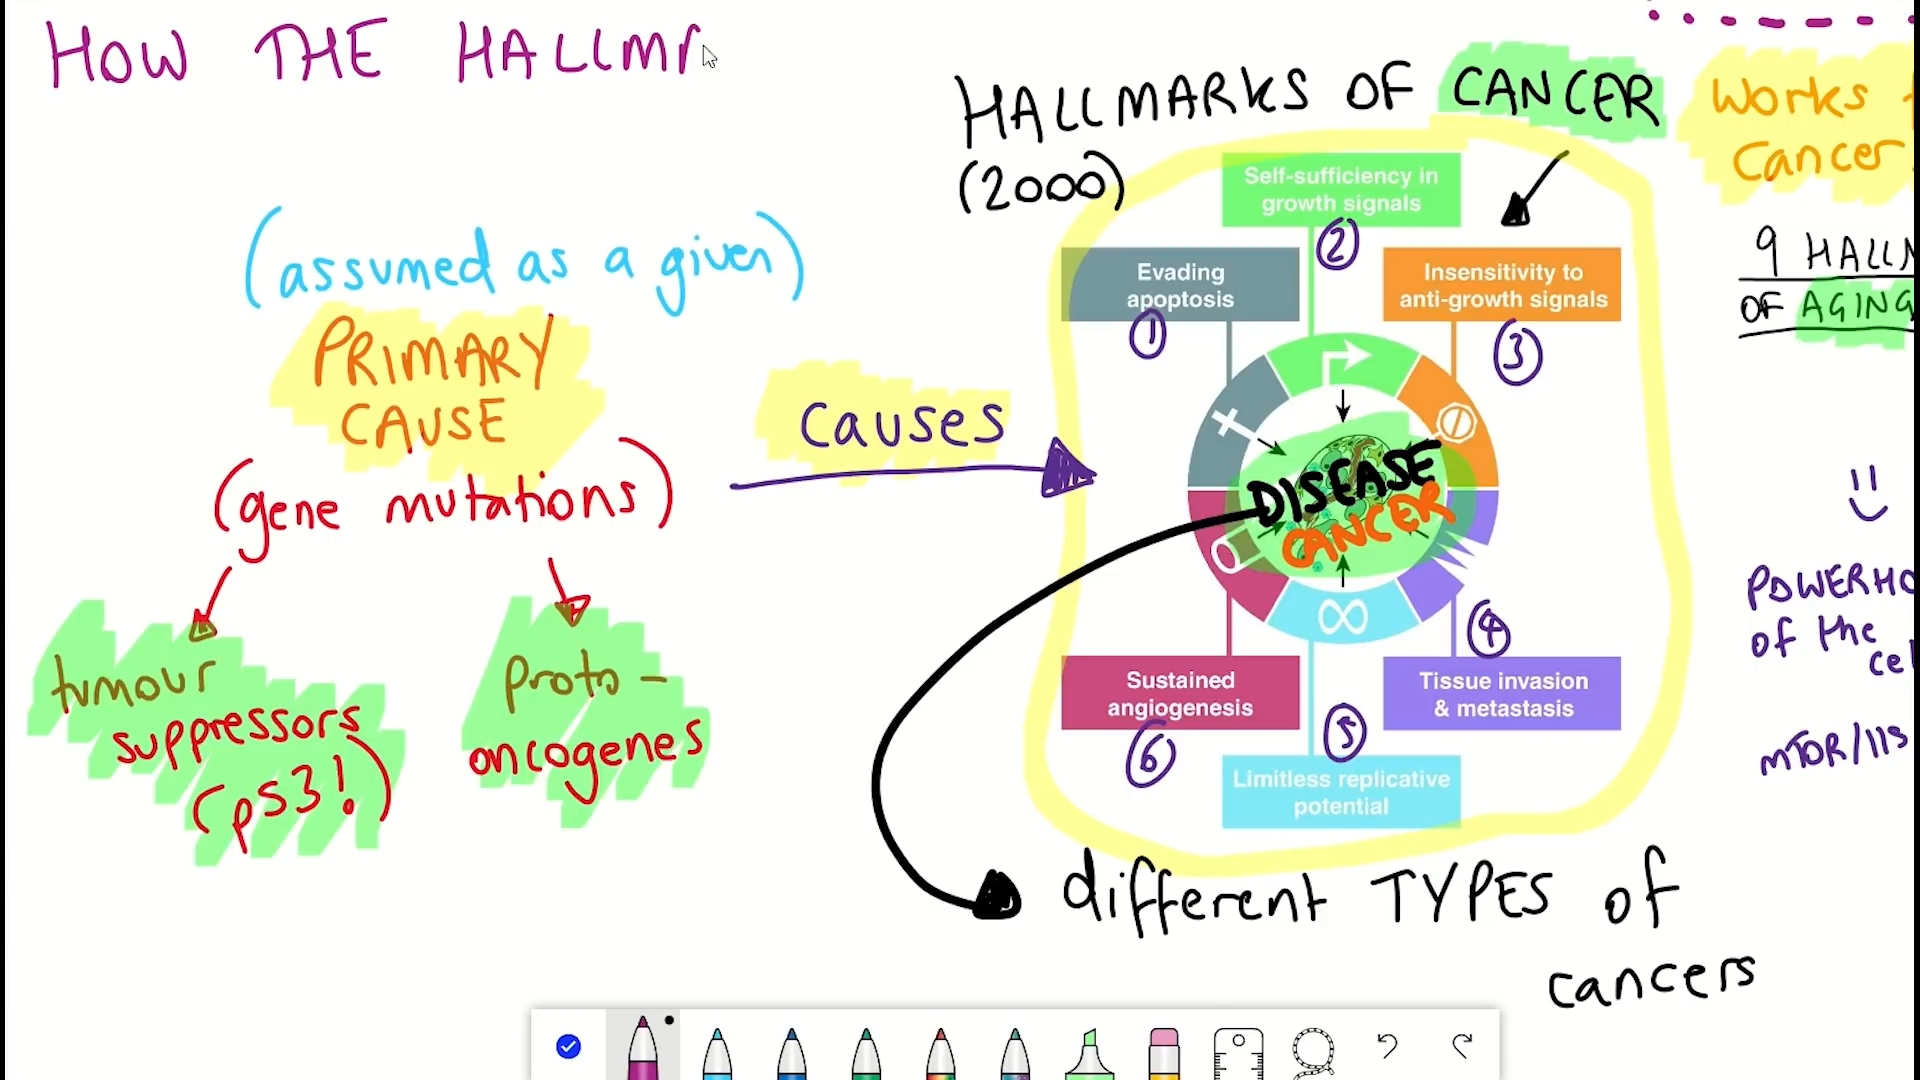 HOW THE HALLM
(assumed as a given)
PRIMARY
CAUSE
(gene mutations)
tumour
suppressors
(p53!)
proto-
oncogenes
causes
HALLMARKS OF CANCER
(2000)
Self-sufficiency in
growth signals
2
Evading
apoptosis
1
Insensitivity to
anti-growth signals
3
DISEASE
CANCER
4
Sustained
angiogenesis
6
Tissue invasion
& metastasis
5
Limitless replicative
potential
different TYPES of
cancers
Works
cancer
9 HALLM
OF AGING
POWERHO
of the
cel
mTOR/IIS